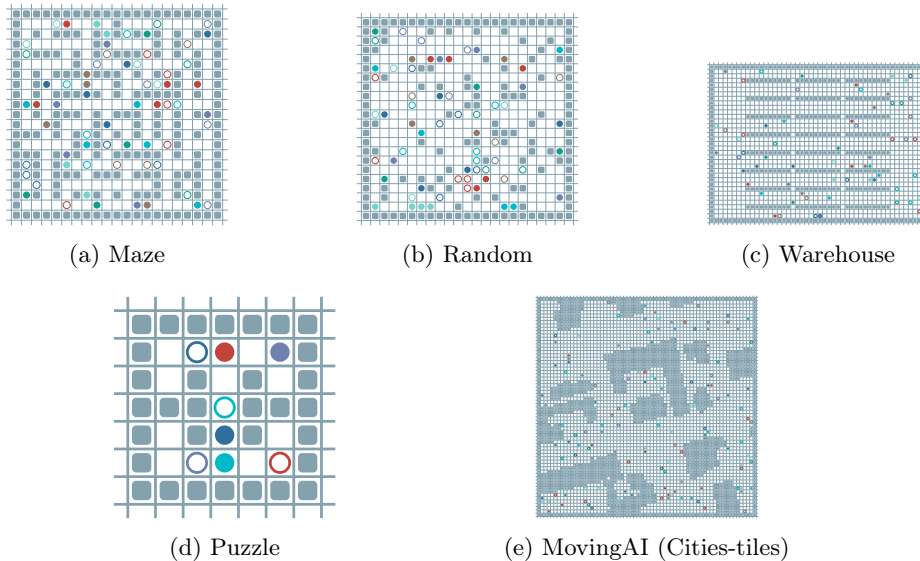 (a) Maze
(b) Random
(c) Warehouse
(d) Puzzle
(e) MovingAI (Cities-tiles)